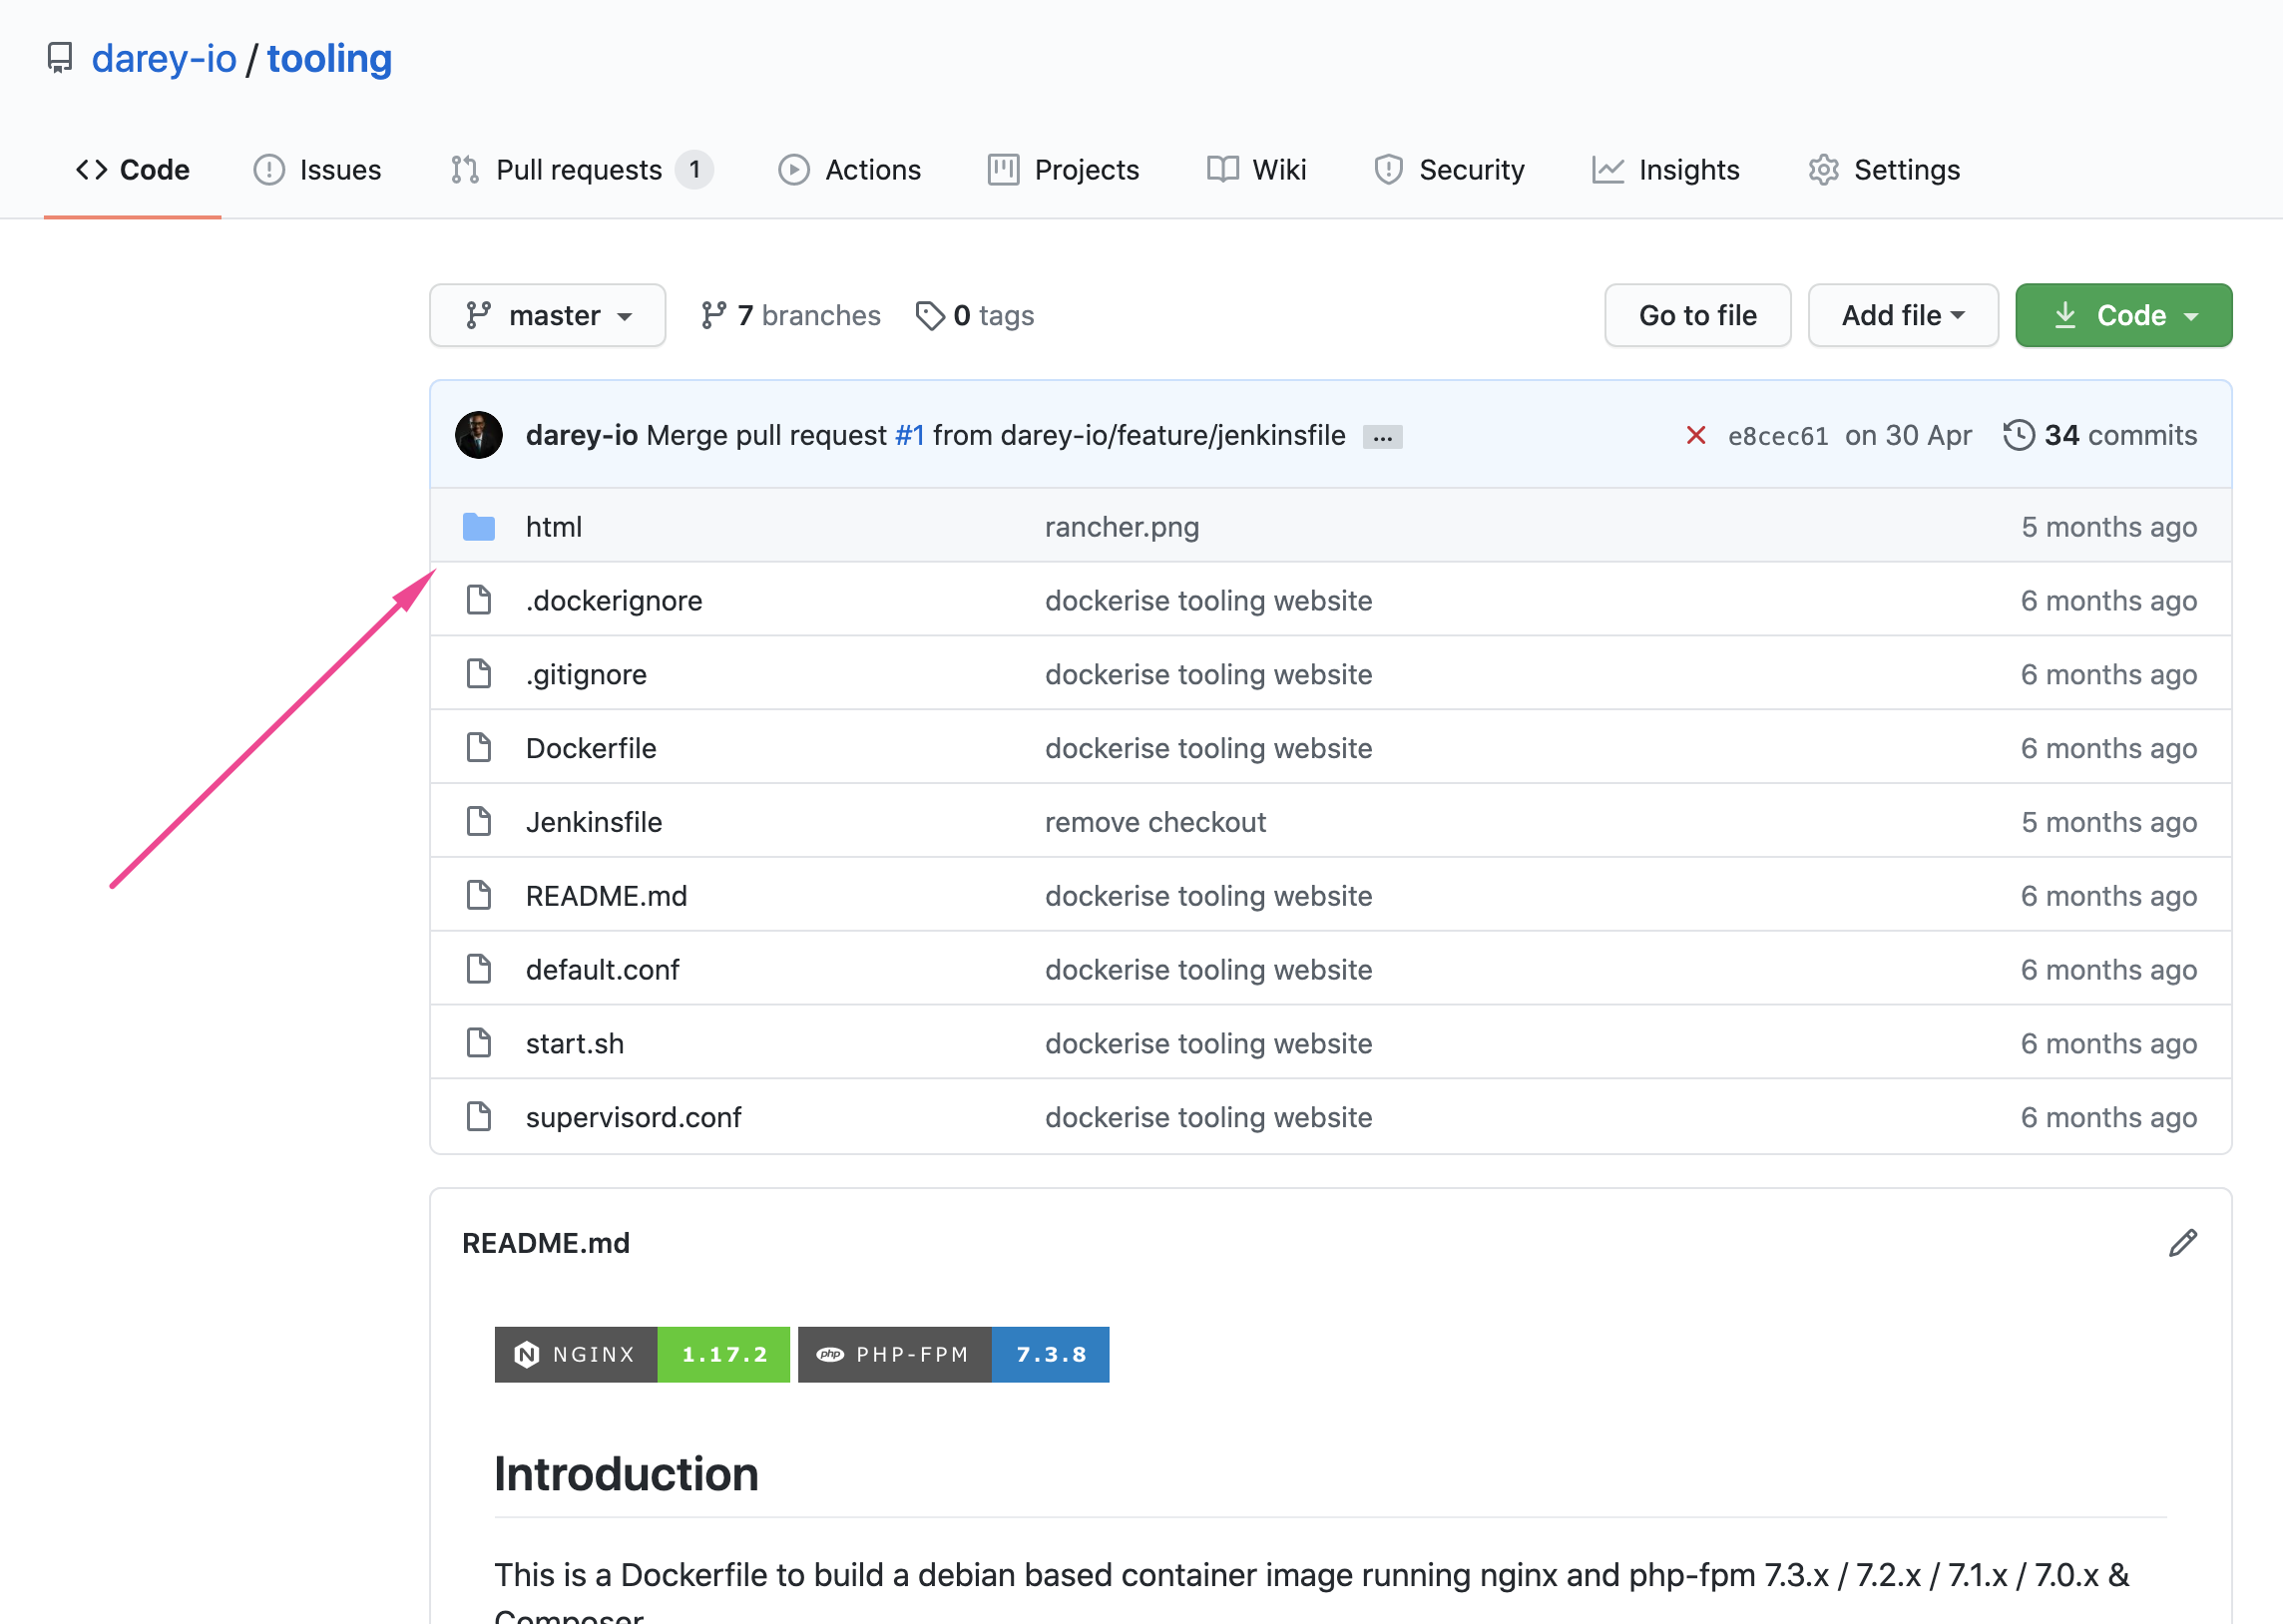 darey-io / tooling
Code Issues Pull requests 1 Actions Projects Wiki Security Insights Settings
master 7 branches 0 tags Go to file Add file Code
darey-io Merge pull request #1 from darey-io/feature/jenkinsfile ... e8cec61 on 30 Apr 34 commits
html rancher.png 5 months ago
.dockerignore dockerise tooling website 6 months ago
.gitignore dockerise tooling website 6 months ago
Dockerfile dockerise tooling website 6 months ago
Jenkinsfile remove checkout 5 months ago
README.md dockerise tooling website 6 months ago
default.conf dockerise tooling website 6 months ago
start.sh dockerise tooling website 6 months ago
supervisord.conf dockerise tooling website 6 months ago
README.md
NGINX 1.17.2 php PHP-FPM 7.3.8
Introduction
This is a Dockerfile to build a debian based container image running nginx and php-fpm 7.3.x / 7.2.x / 7.1.x / 7.0.x &
Composer